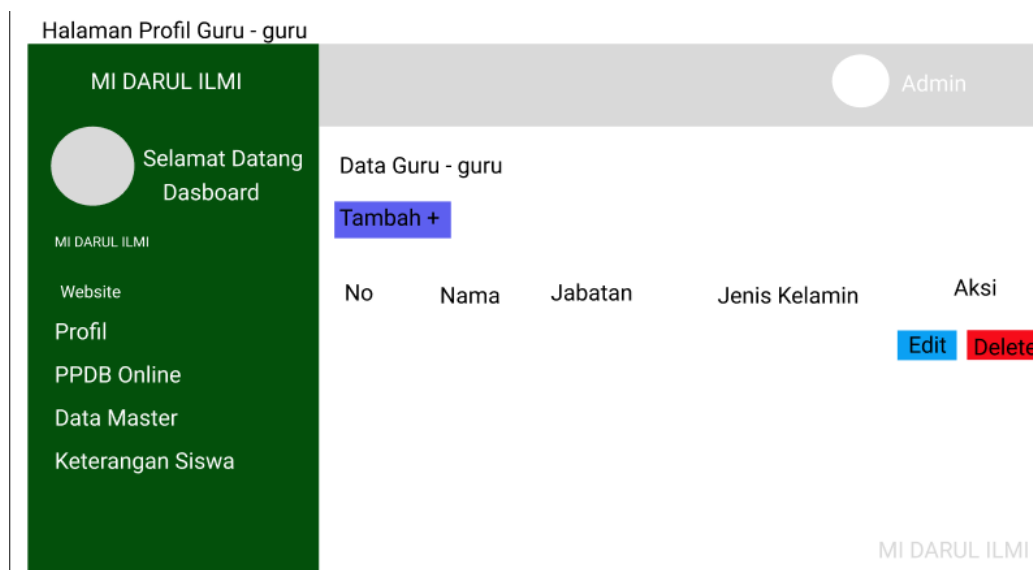 Halaman Profil Guru - guru
MI DARUL ILMI
Admin
Selamat Datang
Dasboard
MI DARUL ILMI
Website
Profil
PPDB Online
Data Master
Keterangan Siswa
Data Guru - guru
Tambah +
No Nama Jabatan Jenis Kelamin Aksi
Edit Delete
MI DARUL ILMI